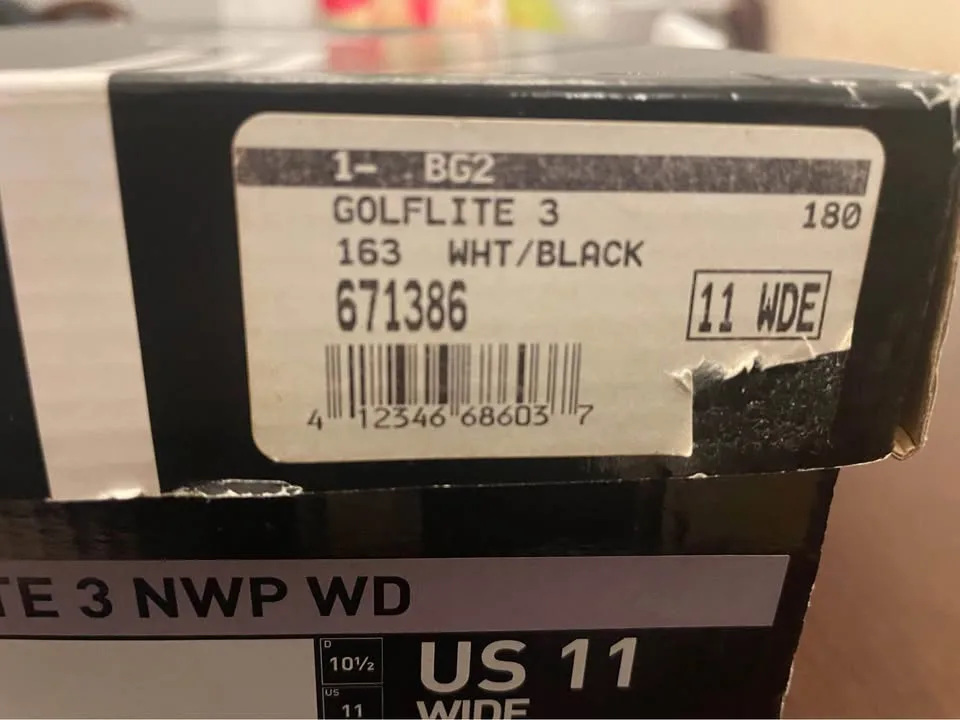 1- BG2
GOLFLITE 3 180
163 WHT/BLACK
671386 11 WDE
4 12346 68603 7
TE 3 NWP WD
D
10½ US 11
US WIDE
11